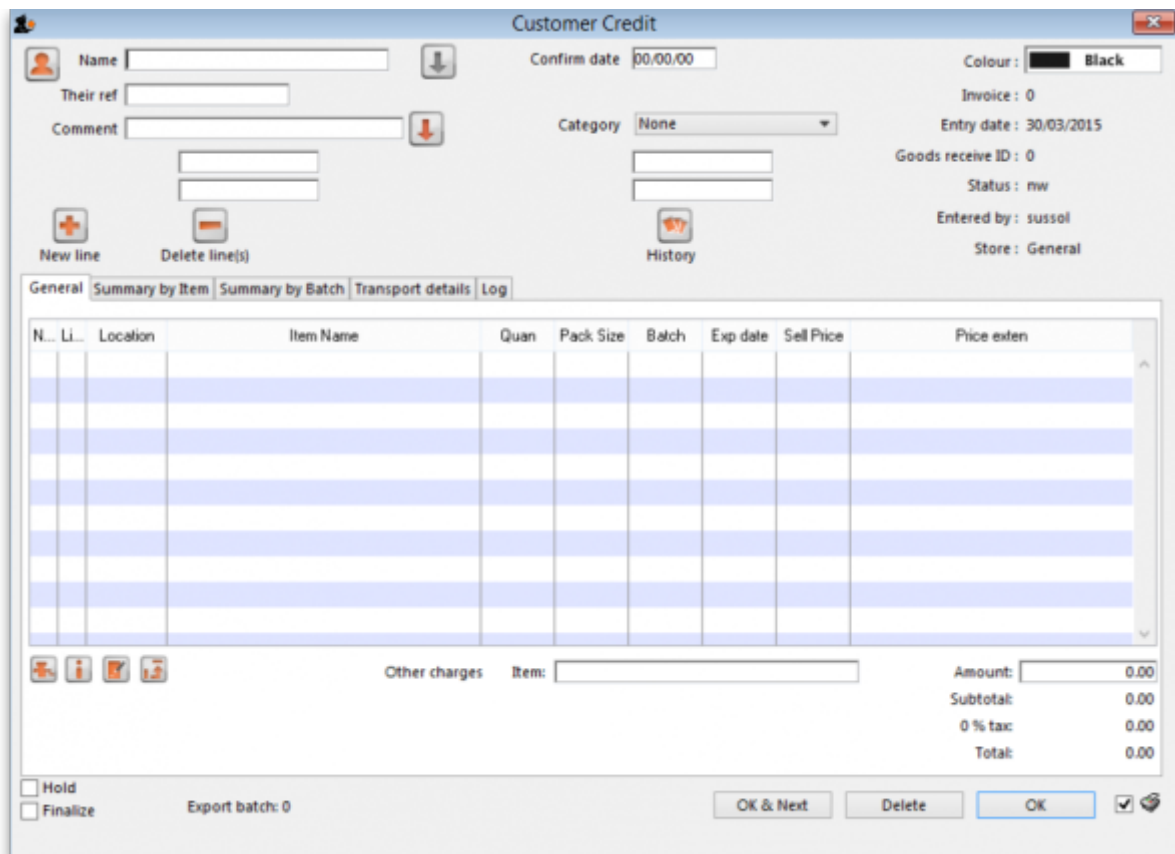 Customer Credit
Name
Confirm date 00/00/00
Colour : Black
Their ref
Invoice : 0
Comment
Category None
Entry date : 30/03/2015
Goods receive ID : 0
Status : nw
Entered by : sussol
New line
Delete line(s)
History
Store : General
General Summary by Item Summary by Batch Transport details Log
N... Li... Location Item Name Quan Pack Size Batch Exp date Sell Price Price exten
Other charges Item:
Amount: 0.00
Subtotal: 0.00
0 % tax: 0.00
Total: 0.00
Hold
Finalize
Export batch: 0
OK & Next
Delete
OK